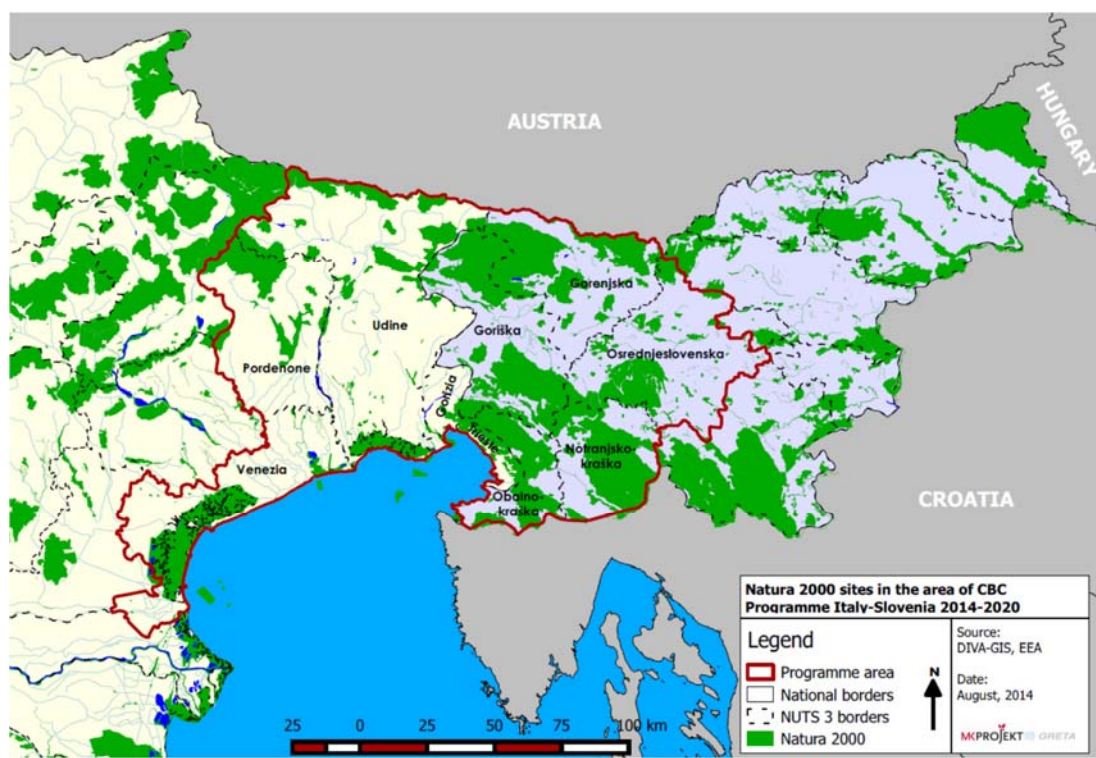 AUSTRIA
HUNGARY
Gorenjska
Udine
Goriška
Osrednjeslovenska
Pordenone
Gorizia
Trieste
Notranjsko-
kraška
Venezia
Obalno-
kraška
CROATIA
Natura 2000 sites in the area of CBC
Programme Italy-Slovenia 2014-2020
Legend
Programme area
National borders
NUTS 3 borders
Natura 2000
N
Source:
DIVA-GIS, EEA
Date:
August, 2014
MKPROJEKT GRETA
25 0 25 50 75 100 km